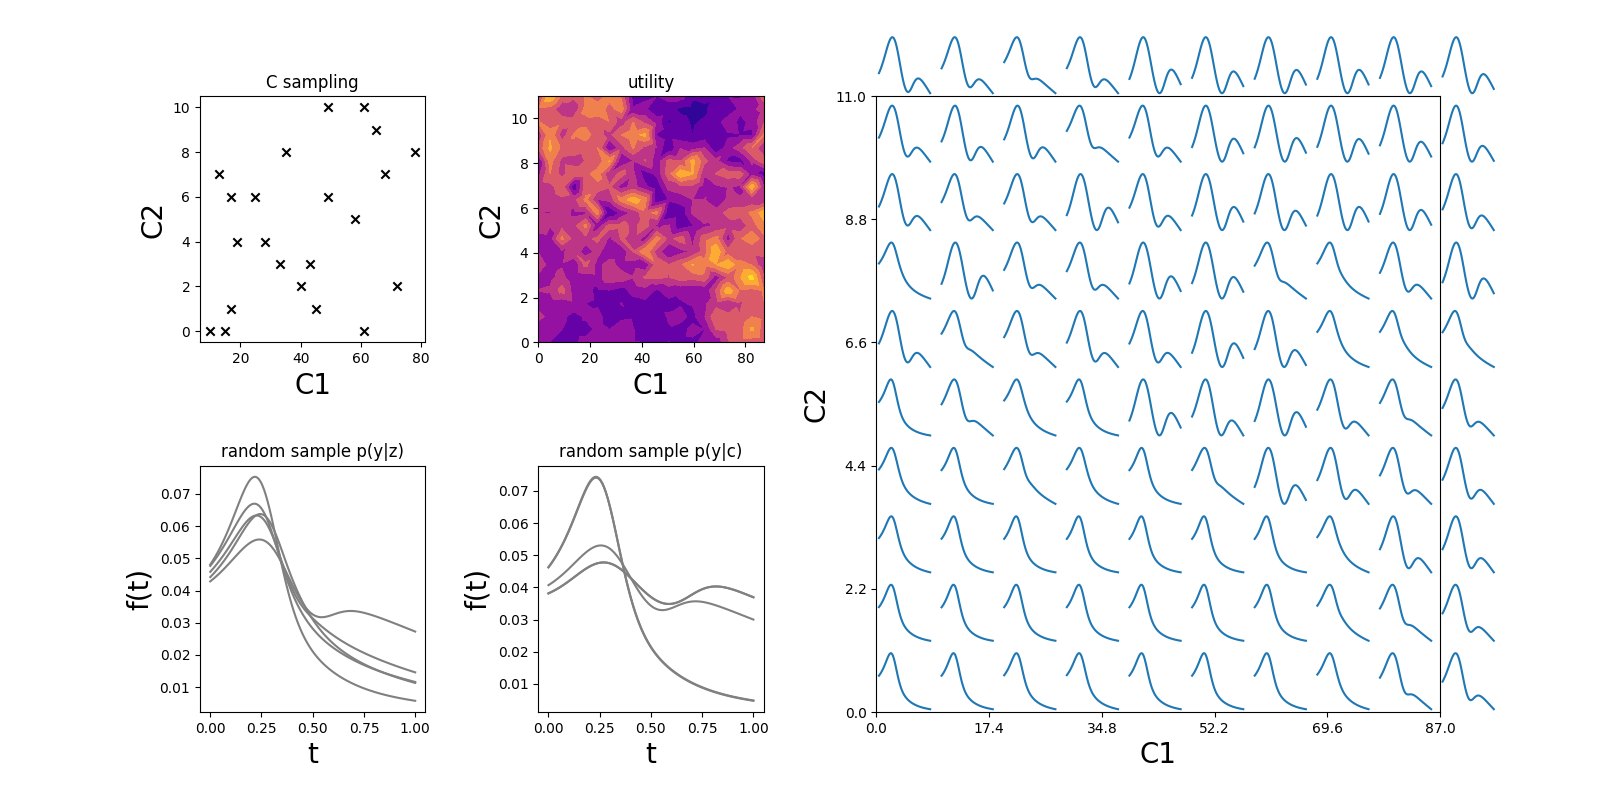 C sampling
10
8
6
4
2
0
C2
20 40 60 80
C1
utility
10
8
6
4
2
0
C2
0 20 40 60 80
C1
random sample p(y|z)
0.07
0.06
0.05
0.04
0.03
0.02
0.01
f(t)
0.00 0.25 0.50 0.75 1.00
t
random sample p(y|c)
0.07
0.06
0.05
0.04
0.03
0.02
0.01
f(t)
0.00 0.25 0.50 0.75 1.00
t
11.0
8.8
6.6
4.4
2.2
0.0
C2
0.0 17.4 34.8 52.2 69.6 87.0
C1